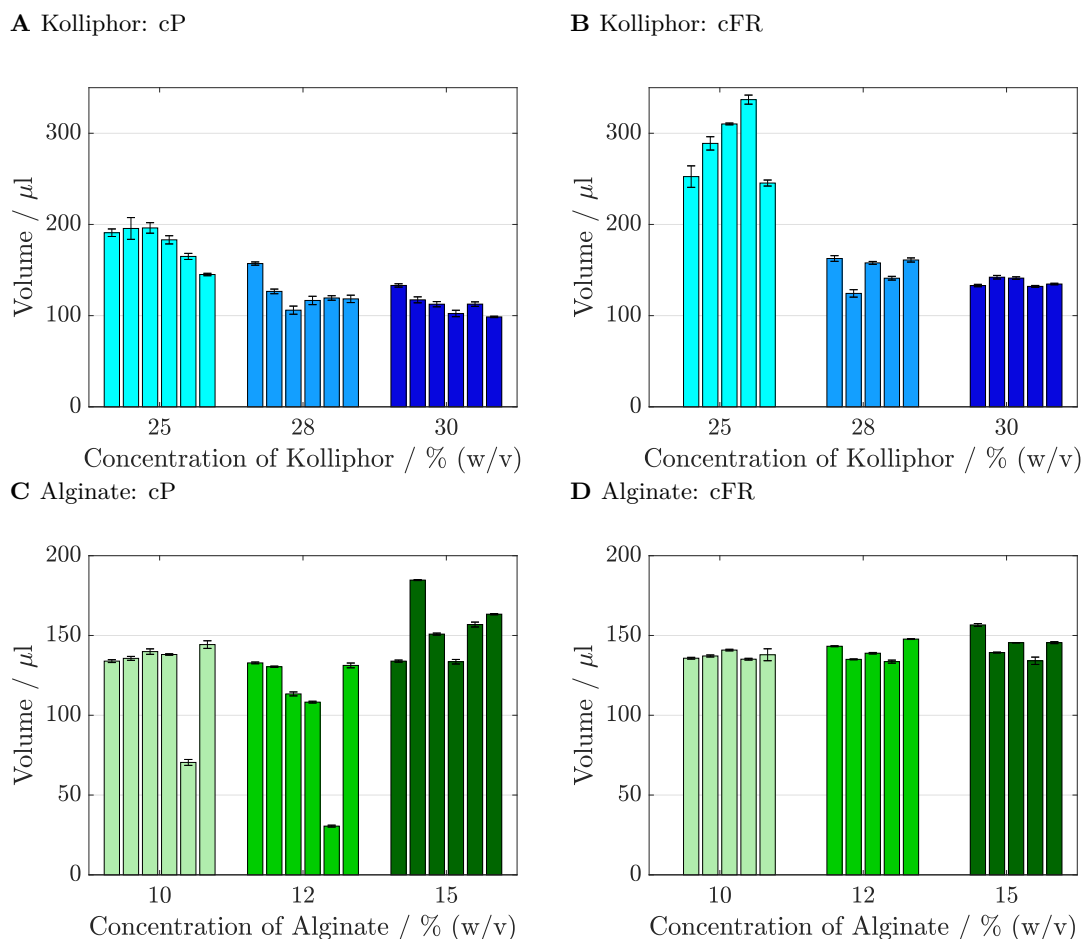 A Kolliphor: cP
300
200
100
0
Volume / μl
25 28 30
Concentration of Kolliphor / % (w/v)
B Kolliphor: cFR
300
200
100
0
Volume / μl
25 28 30
Concentration of Kolliphor / % (w/v)
C Alginate: cP
200
150
100
50
0
Volume / μl
10 12 15
Concentration of Alginate / % (w/v)
D Alginate: cFR
200
150
100
50
0
Volume / μl
10 12 15
Concentration of Alginate / % (w/v)